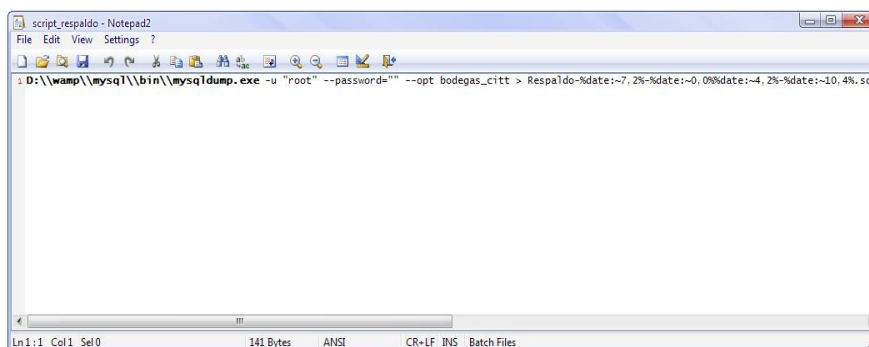 script_respaldo - Notepad2
File Edit View Settings ?
1 D:\\wamp\\mysql\\bin\\mysqldump.exe -u "root" --password="" --opt bodegas_citt > Respaldo-%date:~7,2%-%date:~0,0%%date:~4,2%-%date:~10,4%.sq
Ln 1 : 1 Col 1 Sel 0 141 Bytes ANSI CR+LF INS Batch Files